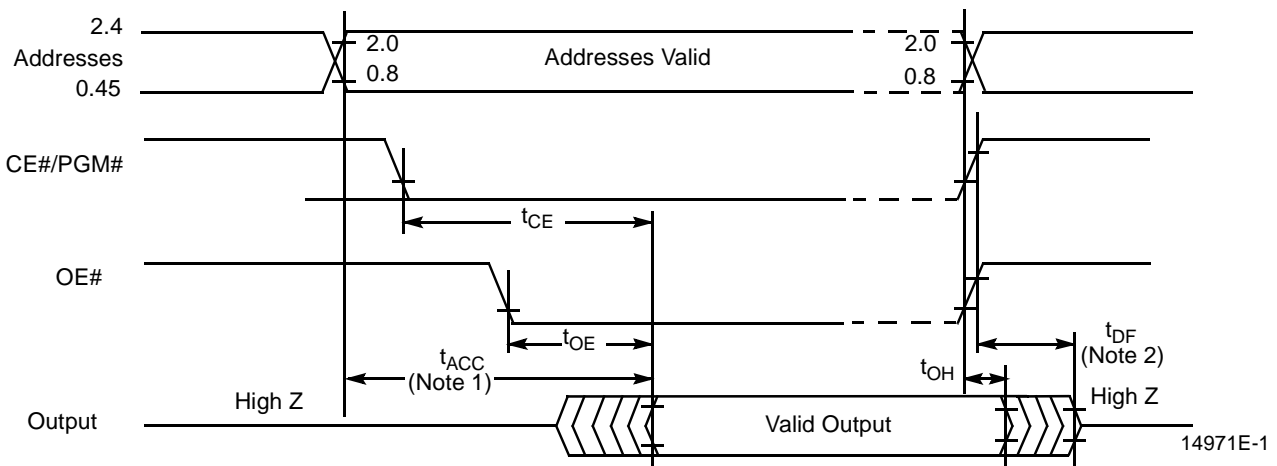 2.4
Addresses
0.45
2.0
0.8
Addresses Valid
2.0
0.8
CE#/PGM#
tCE
OE#
tOE
tACC
(Note 1)
tDF
(Note 2)
tOH
Output
High Z
Valid Output
High Z
14971E-1